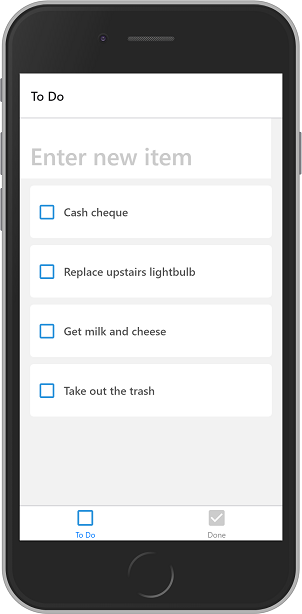 To Do
Enter new item
Cash cheque
Replace upstairs lightbulb
Get milk and cheese
Take out the trash
To Do
Done